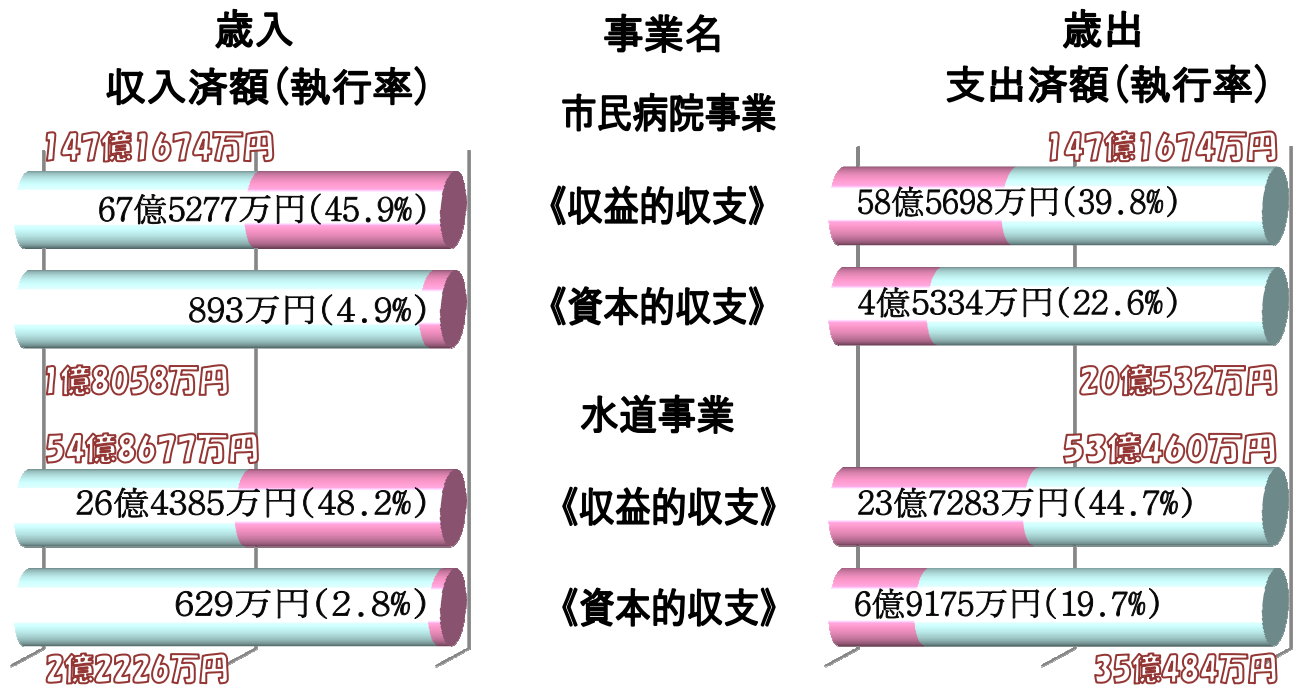 歳入
収入済額(執行率)
事業名
歳出
支出済額(執行率)
市民病院事業
147億1674万円
147億1674万円
67億5277万円(45.9%)
《収益的収支》
58億5698万円(39.8%)
893万円(4.9%)
《資本的収支》
4億5334万円(22.6%)
1億8058万円
20億532万円
水道事業
54億8677万円
53億460万円
26億4385万円(48.2%)
《収益的収支》
23億7283万円(44.7%)
629万円(2.8%)
《資本的収支》
6億9175万円(19.7%)
2億2226万円
35億484万円